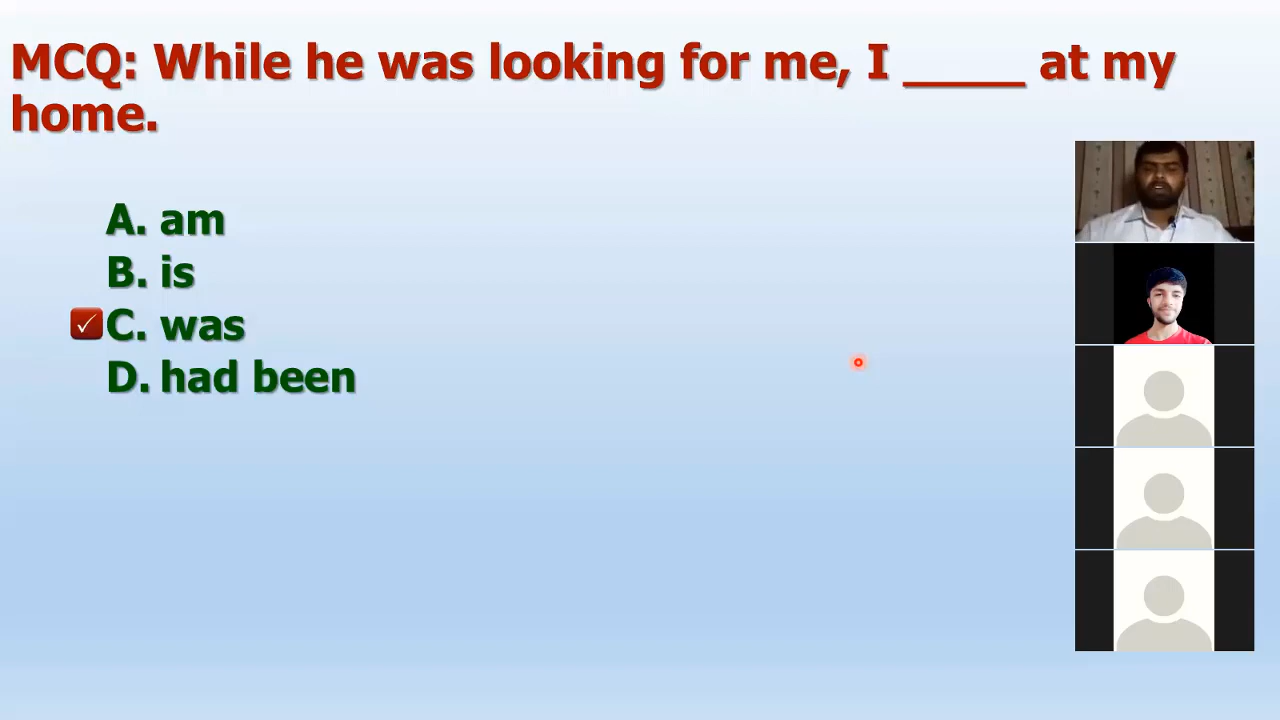 MCQ: While he was looking for me, I _____ at my
home.
A. am
B. is
C. was
D. had been